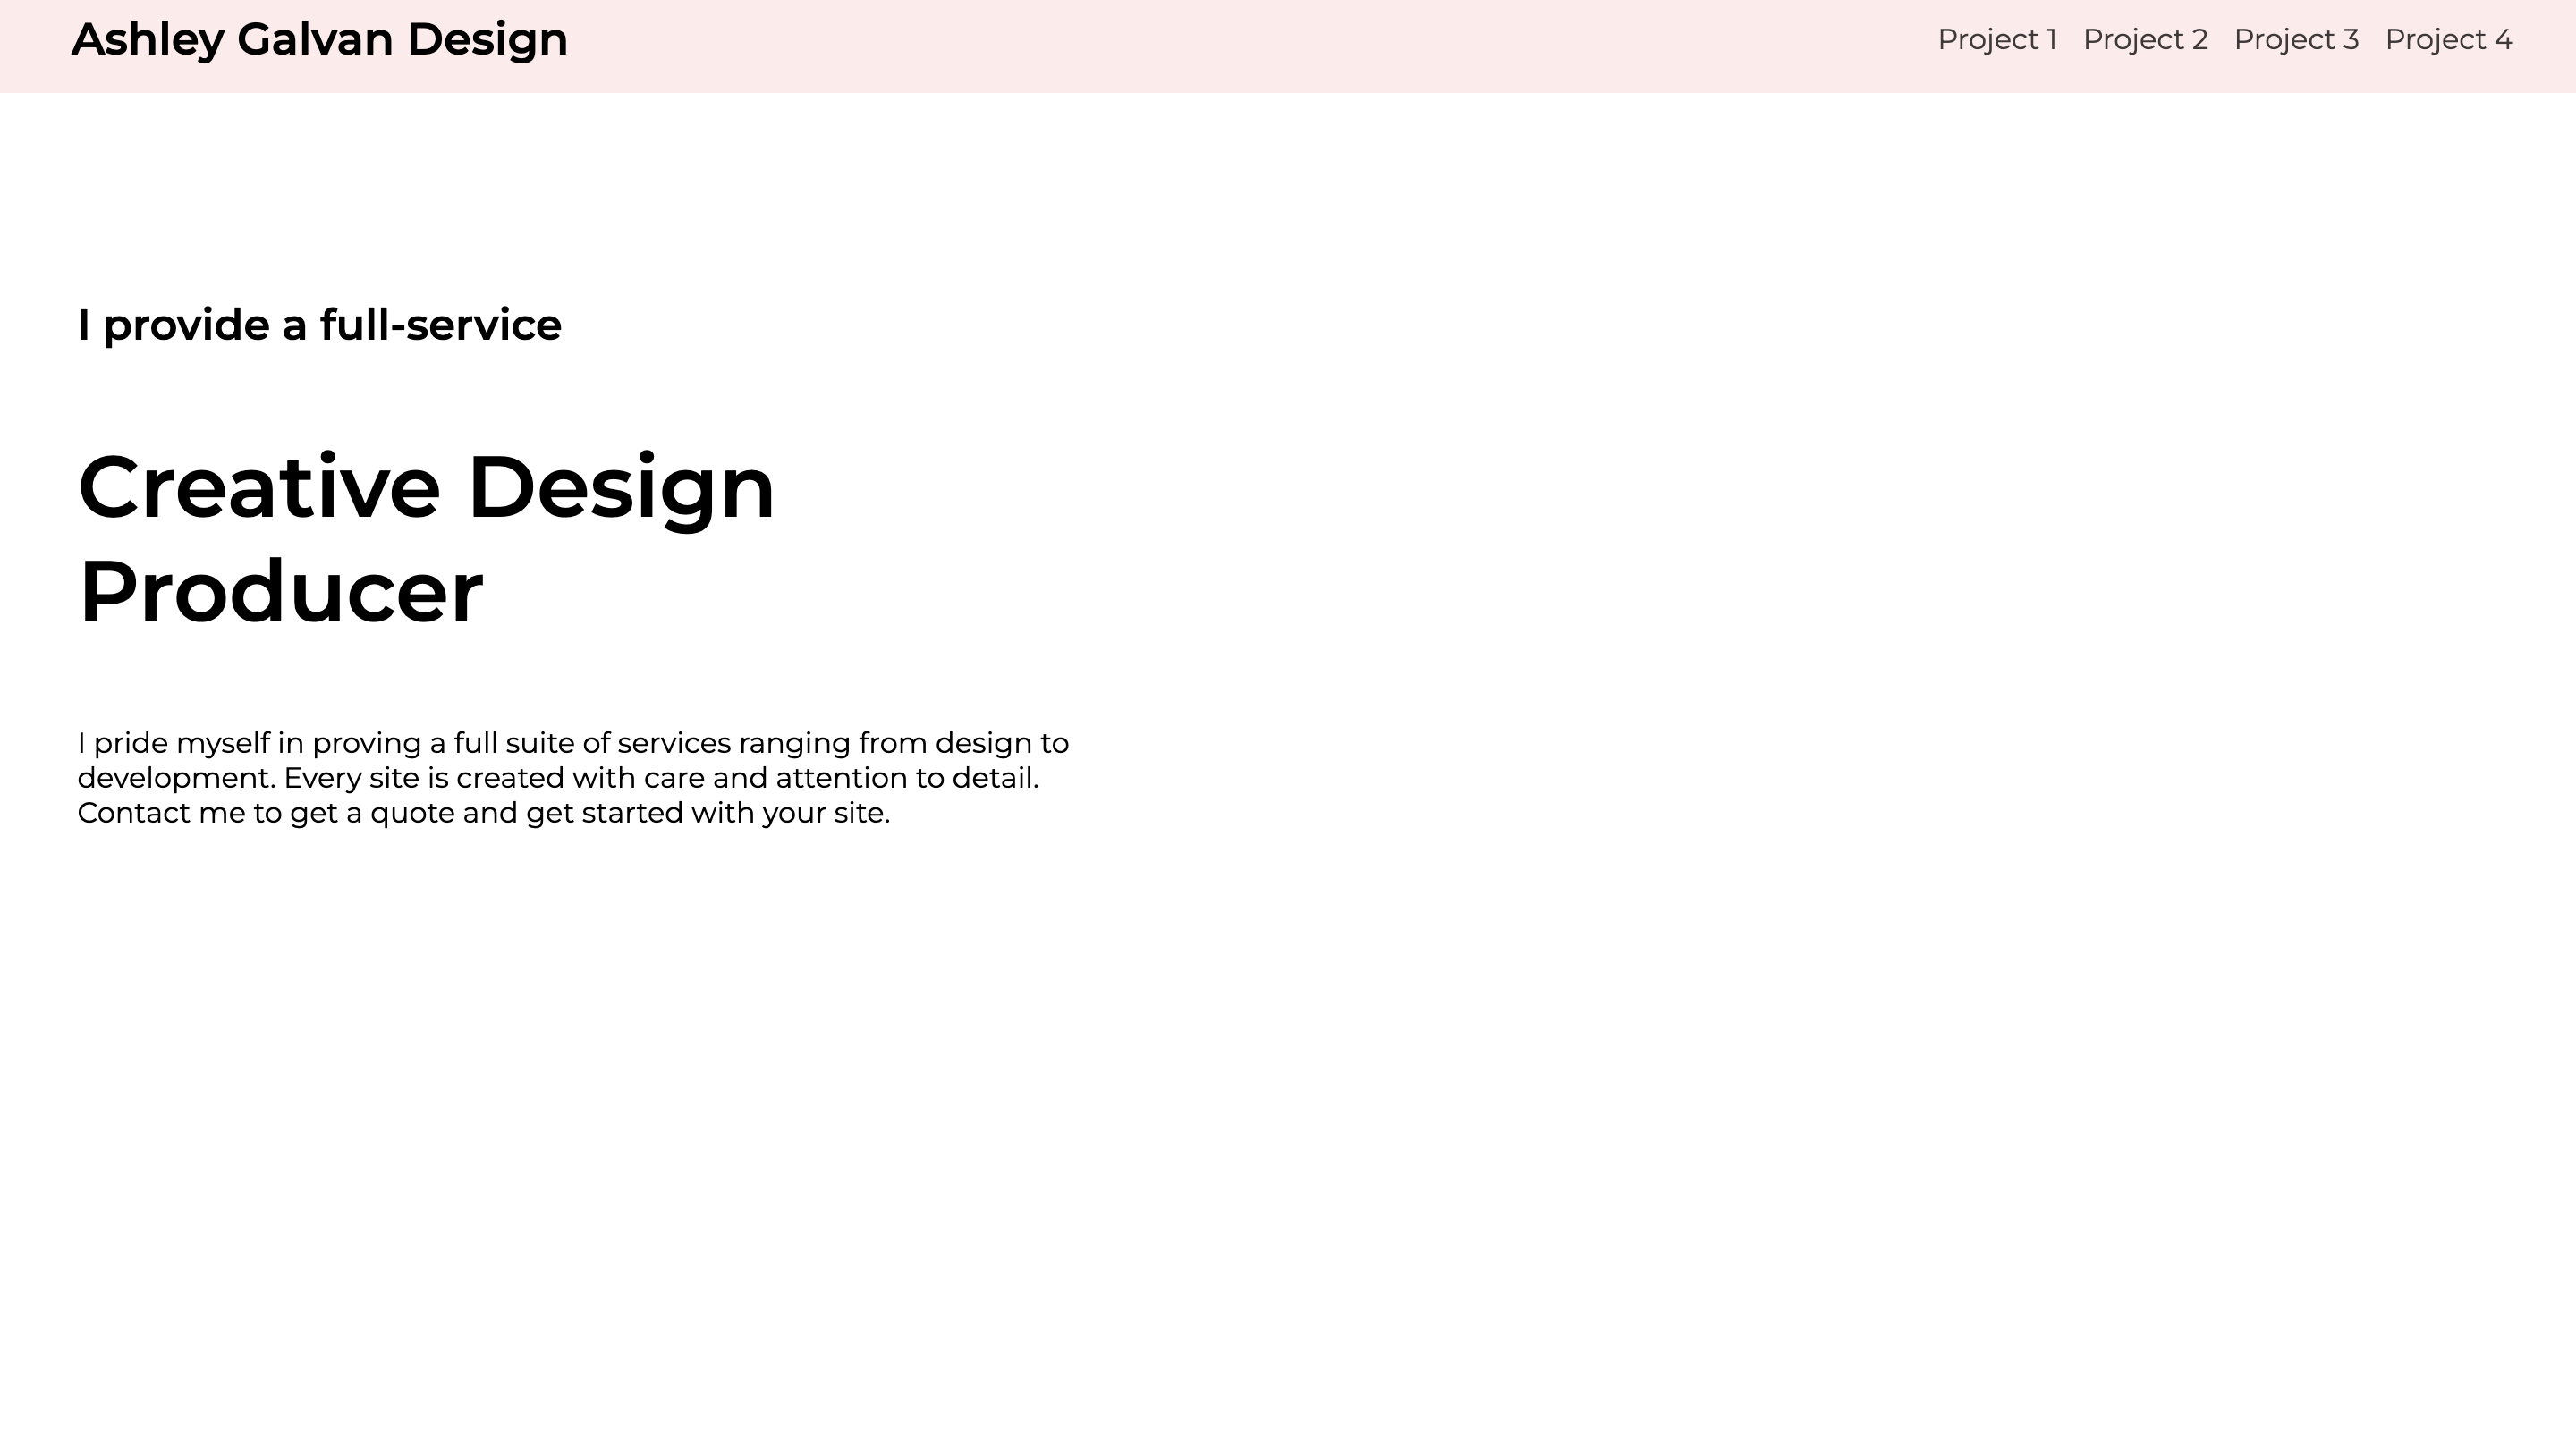 Ashley Galvan Design
Project 1 Project 2 Project 3 Project 4
I provide a full-service
Creative Design
Producer
I pride myself in proving a full suite of services ranging from design to
development. Every site is created with care and attention to detail.
Contact me to get a quote and get started with your site.